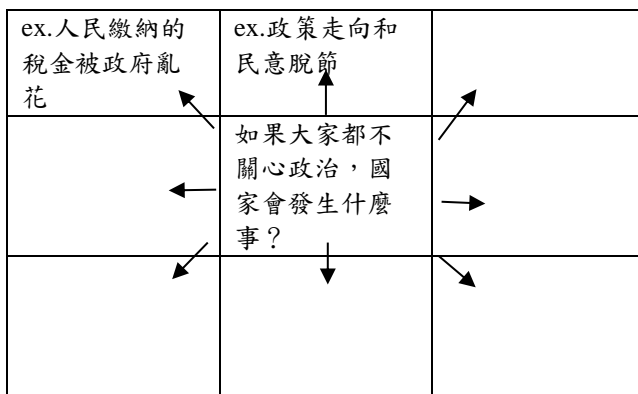 ex.人民繳納的
稅金被政府亂
花
ex.政策走向和
民意脫節
如果大家都不
關心政治，國
家會發生什麼
事？